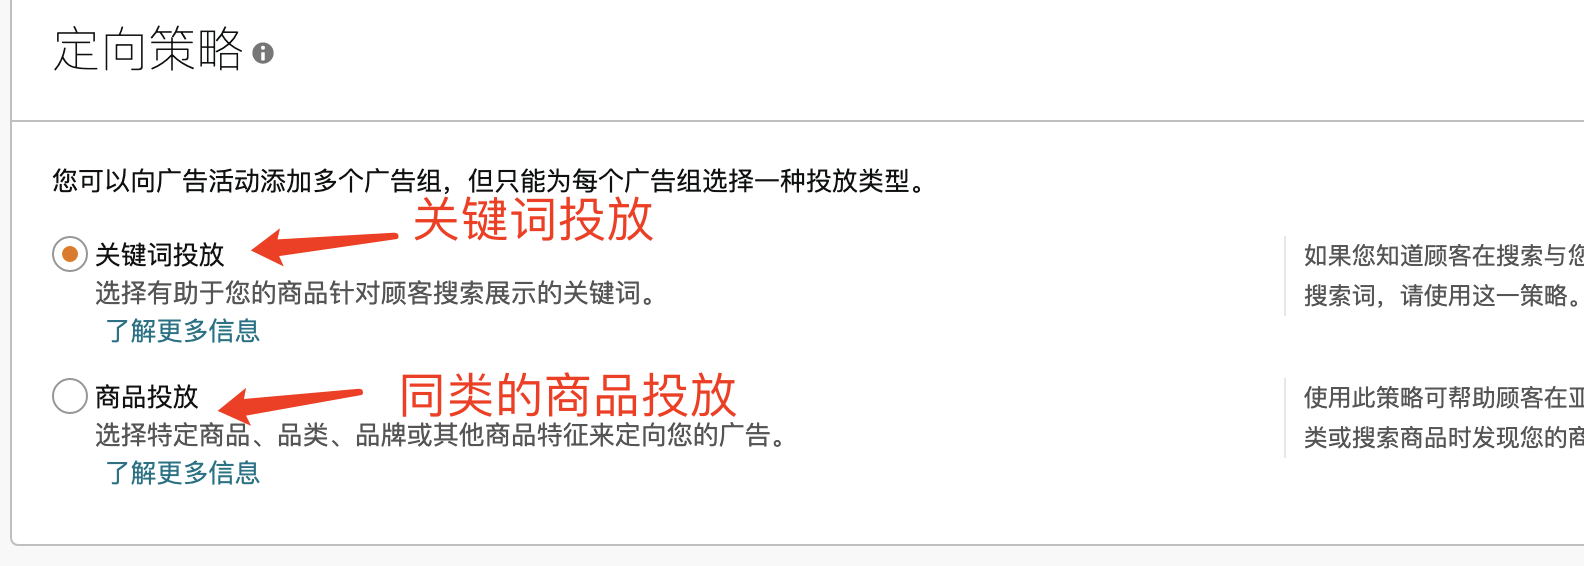 定向策略
您可以向广告活动添加多个广告组，但只能为每个广告组选择一种投放类型。
关键词投放
关键词投放
选择有助于您的商品针对顾客搜索展示的关键词。
了解更多信息
如果您知道顾客在搜索与您
搜索词，请使用这一策略。
商品投放
同类的商品投放
选择特定商品、品类、品牌或其他商品特征来定向您的广告。
了解更多信息
使用此策略可帮助顾客在亚
类或搜索商品时发现您的商